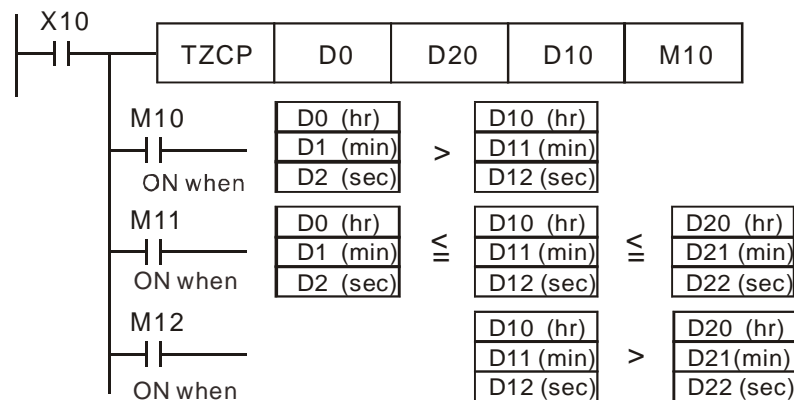 X10
TZCP D0 D20 D10 M10
M10
ON when
D0 (hr)
D1 (min)
D2 (sec)
>
D10 (hr)
D11 (min)
D12 (sec)
M11
ON when
D0 (hr)
D1 (min)
D2 (sec)
≦
D10 (hr)
D11 (min)
D12 (sec)
≦
D20 (hr)
D21 (min)
D22 (sec)
M12
ON when
D10 (hr)
D11 (min)
D12 (sec)
>
D20 (hr)
D21(min)
D22 (sec)